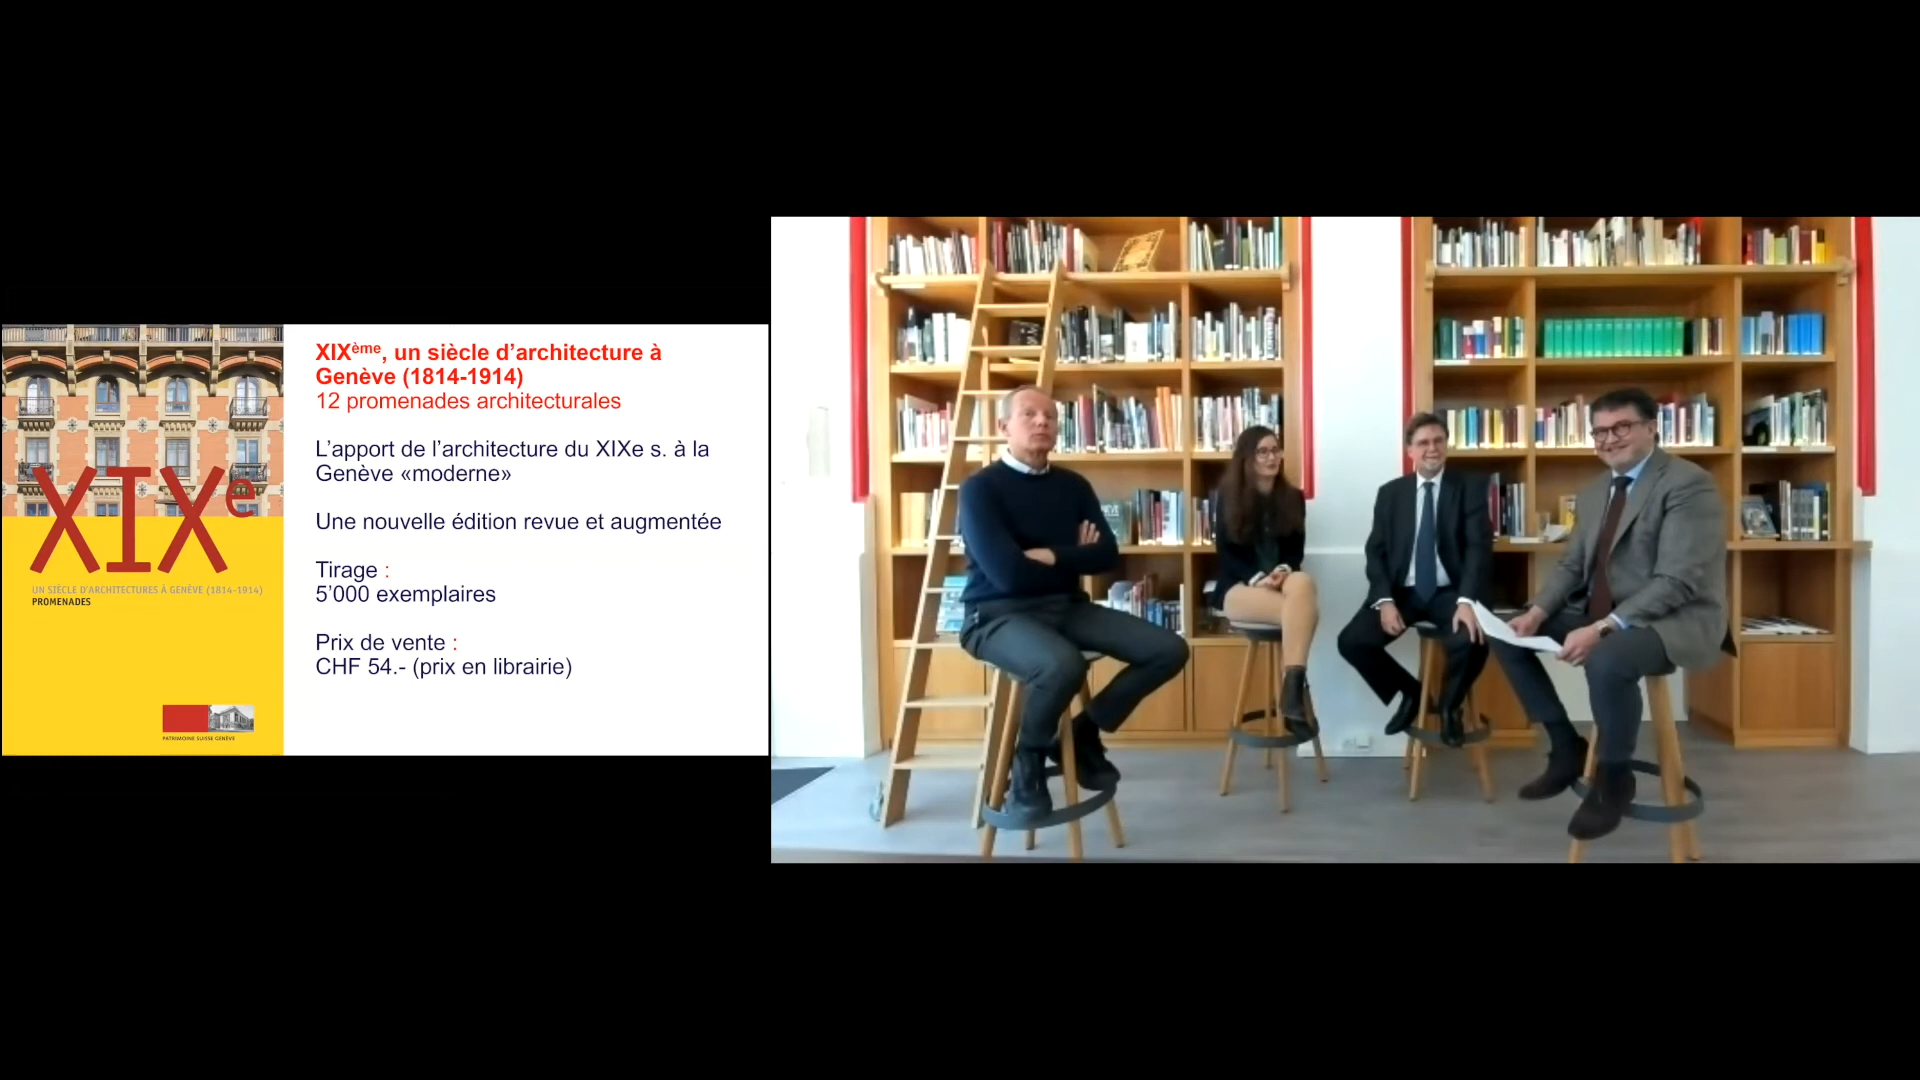 XIXe
UN SIÈCLE D'ARCHITECTURES À GENÈVE (1814-1914)
PROMENADES
PATRIMOINE SUISSE GENÈVE
XIXème, un siècle d’architecture à
Genève (1814-1914)
12 promenades architecturales
L’apport de l’architecture du XIXe s. à la
Genève «moderne»
Une nouvelle édition revue et augmentée
Tirage :
5’000 exemplaires
Prix de vente :
CHF 54.- (prix en librairie)